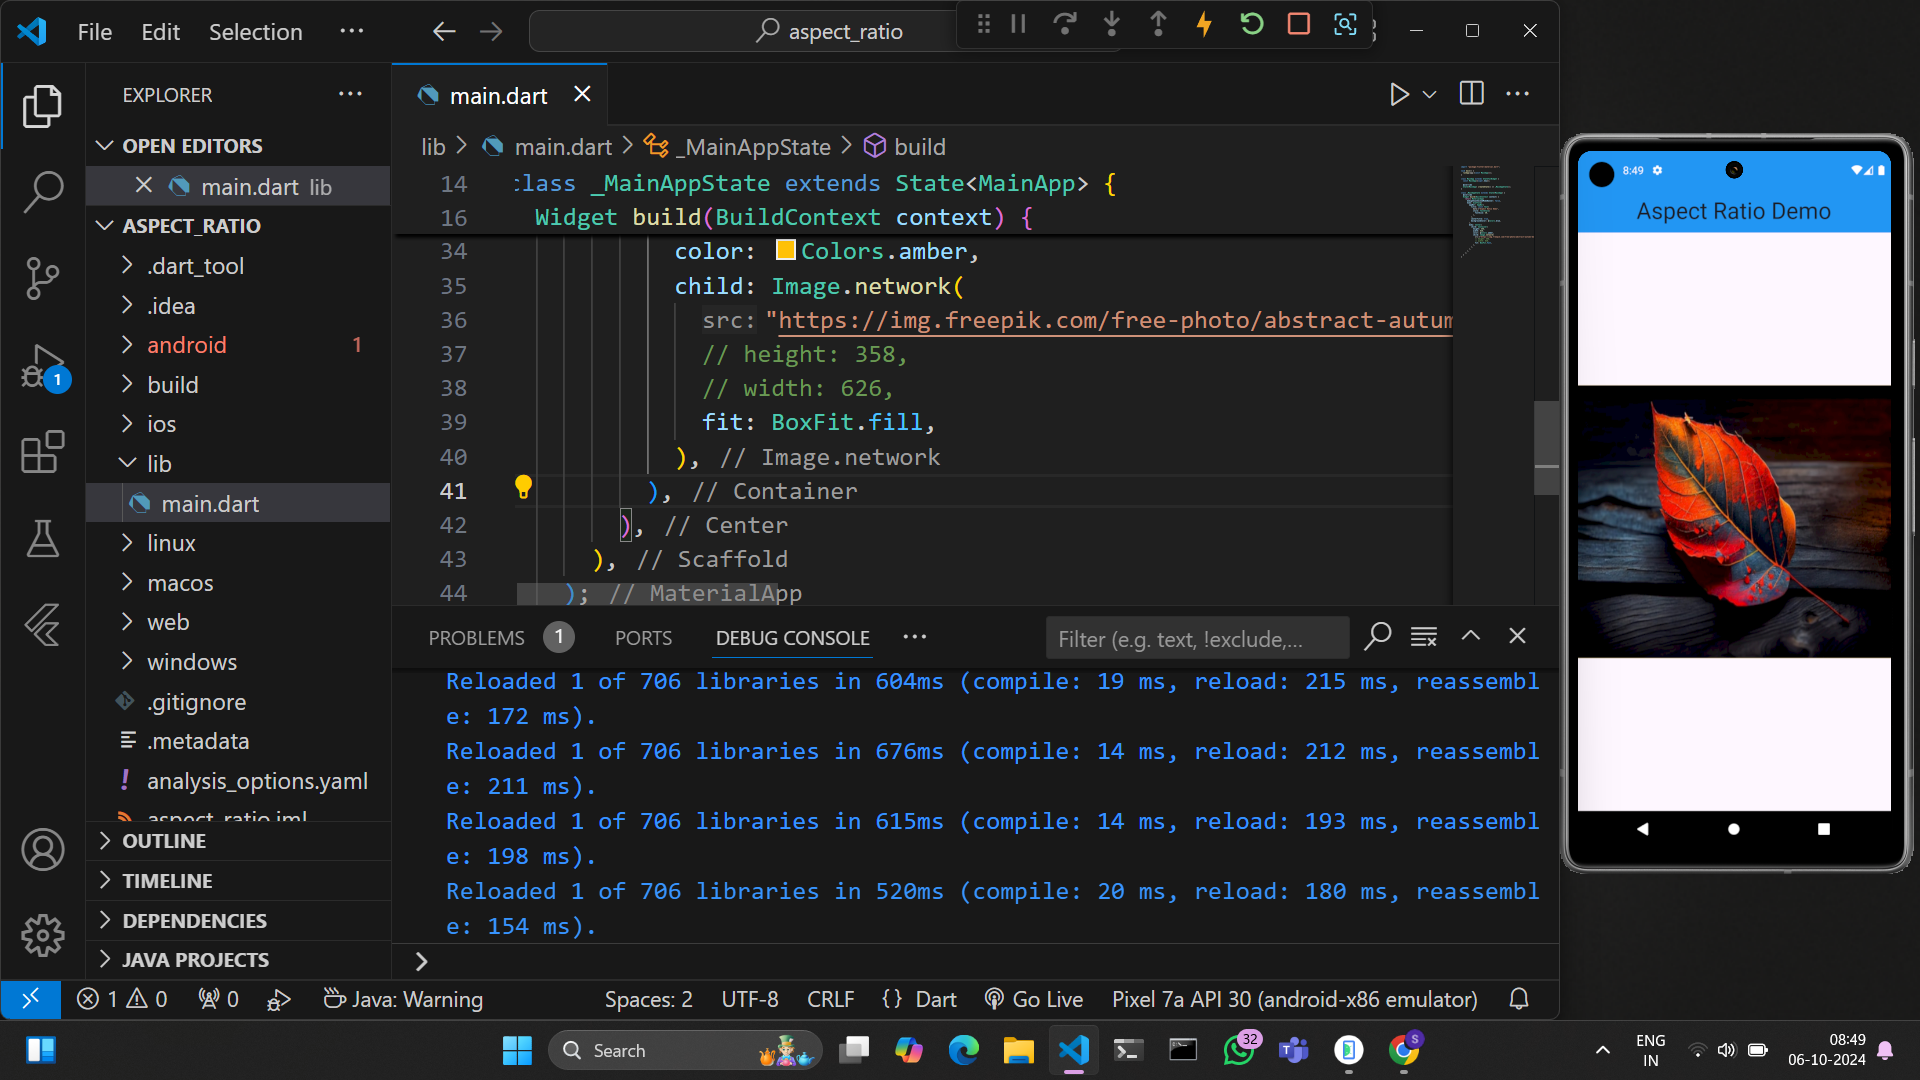 File Edit Selection ···
aspect_ratio
EXPLORER
OPEN EDITORS
main.dart lib
ASPECT_RATIO
.dart_tool
.idea
android 1
build
ios
lib
main.dart
linux
macos
web
windows
.gitignore
.metadata
analysis_options.yaml
aspect_ratio.iml
OUTLINE
TIMELINE
DEPENDENCIES
JAVA PROJECTS
1
main.dart
lib > main.dart > _MainAppState > build
14 class _MainAppState extends State<MainApp> {
16 Widget build(BuildContext context) {
34 color: Colors.amber,
35 child: Image.network(
36 src: "https://img.freepik.com/free-photo/abstract-autum
37 // height: 358,
38 // width: 626,
39 fit: BoxFit.fill,
40 ), // Image.network
41 ), // Container
42 ), // Center
43 ), // Scaffold
44 ); // MaterialApp
PROBLEMS 1 PORTS DEBUG CONSOLE ···
Filter (e.g. text, !exclude,...
Reloaded 1 of 706 libraries in 604ms (compile: 19 ms, reload: 215 ms, reassembl
e: 172 ms).
Reloaded 1 of 706 libraries in 676ms (compile: 14 ms, reload: 212 ms, reassembl
e: 211 ms).
Reloaded 1 of 706 libraries in 615ms (compile: 14 ms, reload: 193 ms, reassembl
e: 198 ms).
Reloaded 1 of 706 libraries in 520ms (compile: 20 ms, reload: 180 ms, reassembl
e: 154 ms).
1 0 0 Java: Warning Spaces: 2 UTF-8 CRLF {} Dart Go Live Pixel 7a API 30 (android-x86 emulator)
8:49
Aspect Ratio Demo
Search
32
S
ENG
IN
08:49
06-10-2024